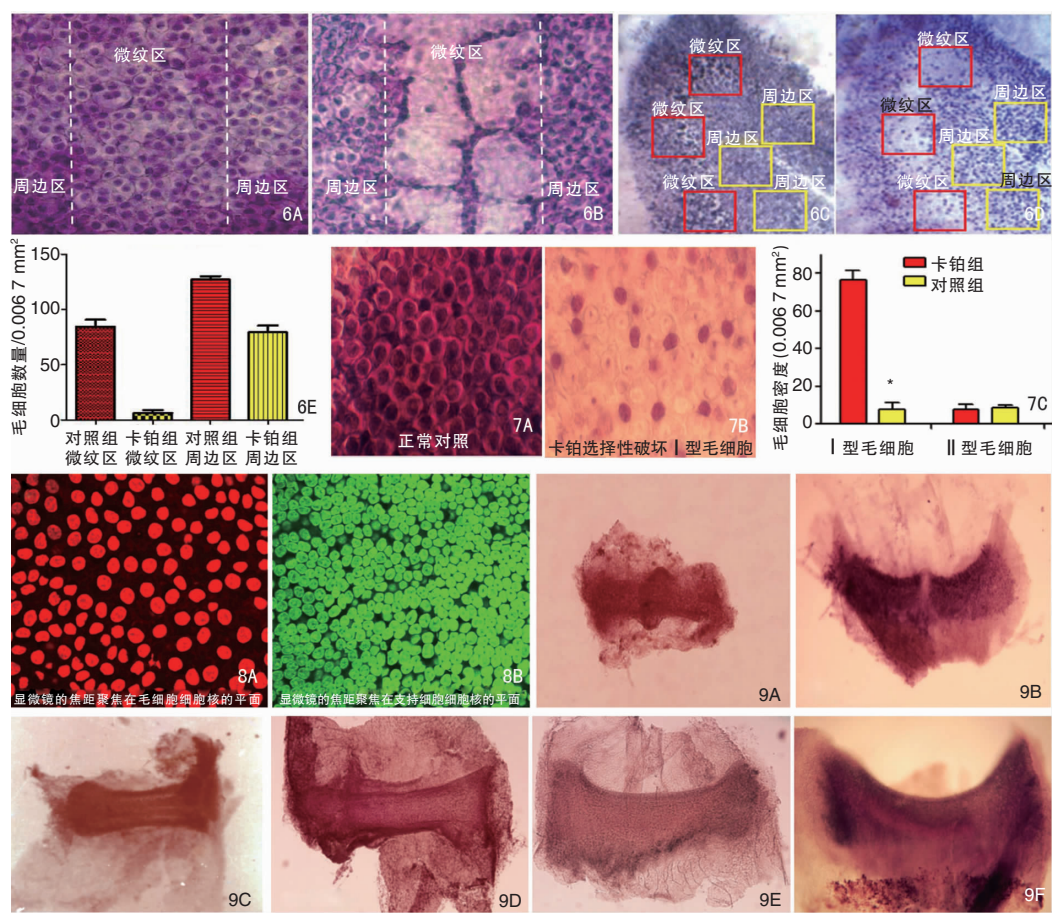 微纹区
周边区
周边区
6A
微纹区
周边区
周边区
6B
微纹区
微纹区
周边区
周边区
微纹区
周边区
6C
微纹区
微纹区
周边区
周边区
微纹区
周边区
6D
毛细胞数量/0.006 7 mm²
150
100
50
0
对照组
微纹区
卡铂组
微纹区
对照组
周边区
卡铂组
周边区
6E
7A
正常对照
7B
卡铂选择性破坏Ⅰ型毛细胞
毛细胞密度(0.006 7 mm²)
80
60
40
20
0
卡铂组
对照组
*
7C
Ⅰ型毛细胞
Ⅱ型毛细胞
8A
显微镜的焦距聚焦在毛细胞细胞核的平面
8B
显微镜的焦距聚焦在支持细胞细胞核的平面
9A
9B
9C
9D
9E
9F